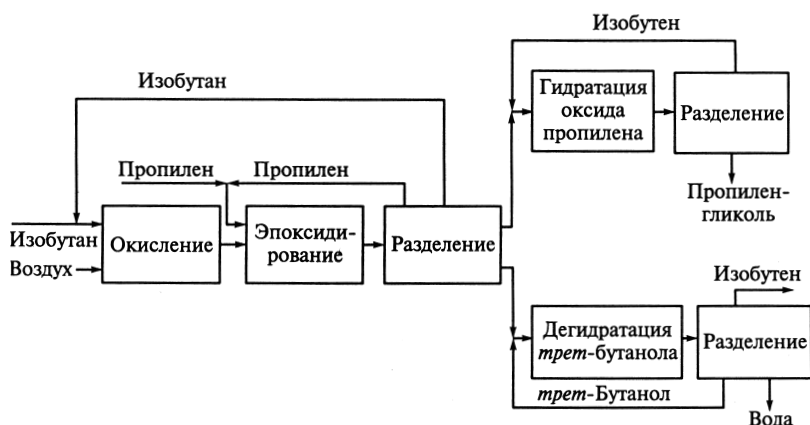 Изобутен
Изобутан
Гидратация
оксида
пропилена
Разделение
Пропилен Пропилен
Пропилен-
гликоль
Изобутан
Воздух
Окисление
Эпоксиди-
рование
Разделение
Изобутен
Дегидратация
трет-бутанола
Разделение
трет-Бутанол
Вода